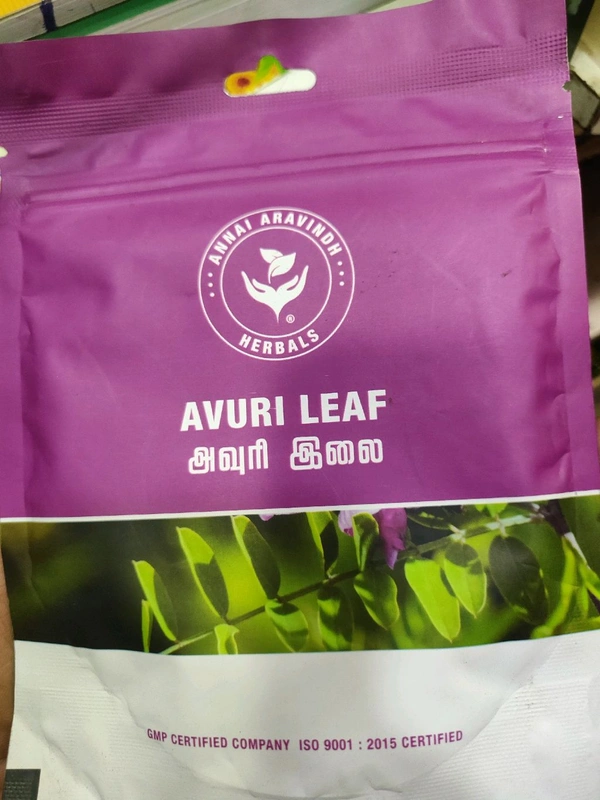 ANNAI ARAVINDH
®
HERBALS
AVURI LEAF
அவுரி இலை
GMP CERTIFIED COMPANY ISO 9001 : 2015 CERTIFIED